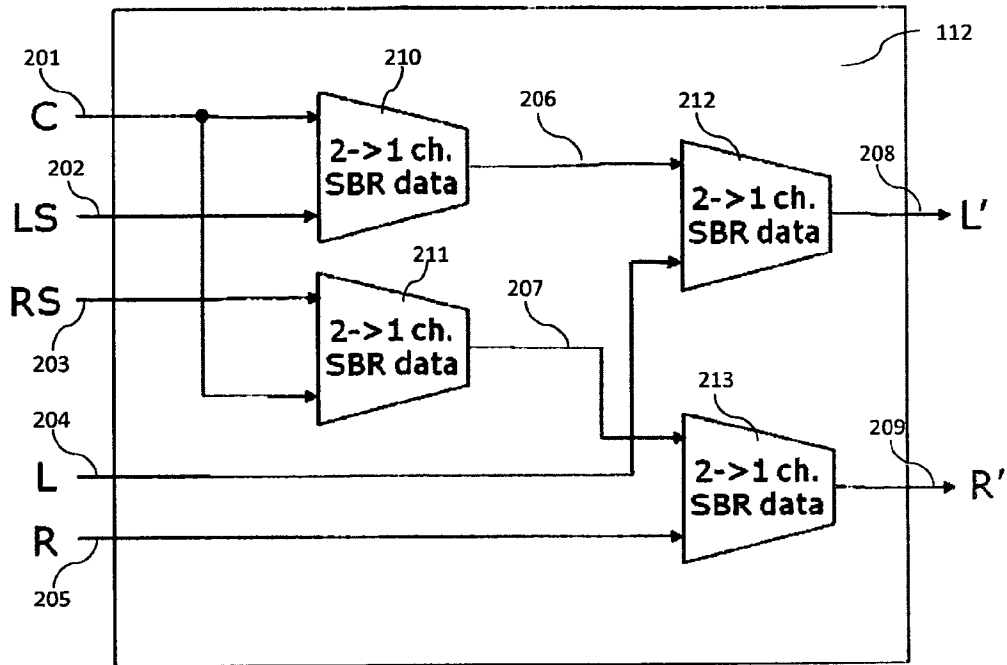 112
201
C
202
LS
RS
203
204
L
R
205
210
2->1 ch.
SBR data
206
212
2->1 ch.
SBR data
208
L'
211
2->1 ch.
SBR data
207
213
2->1 ch.
SBR data
209
R'